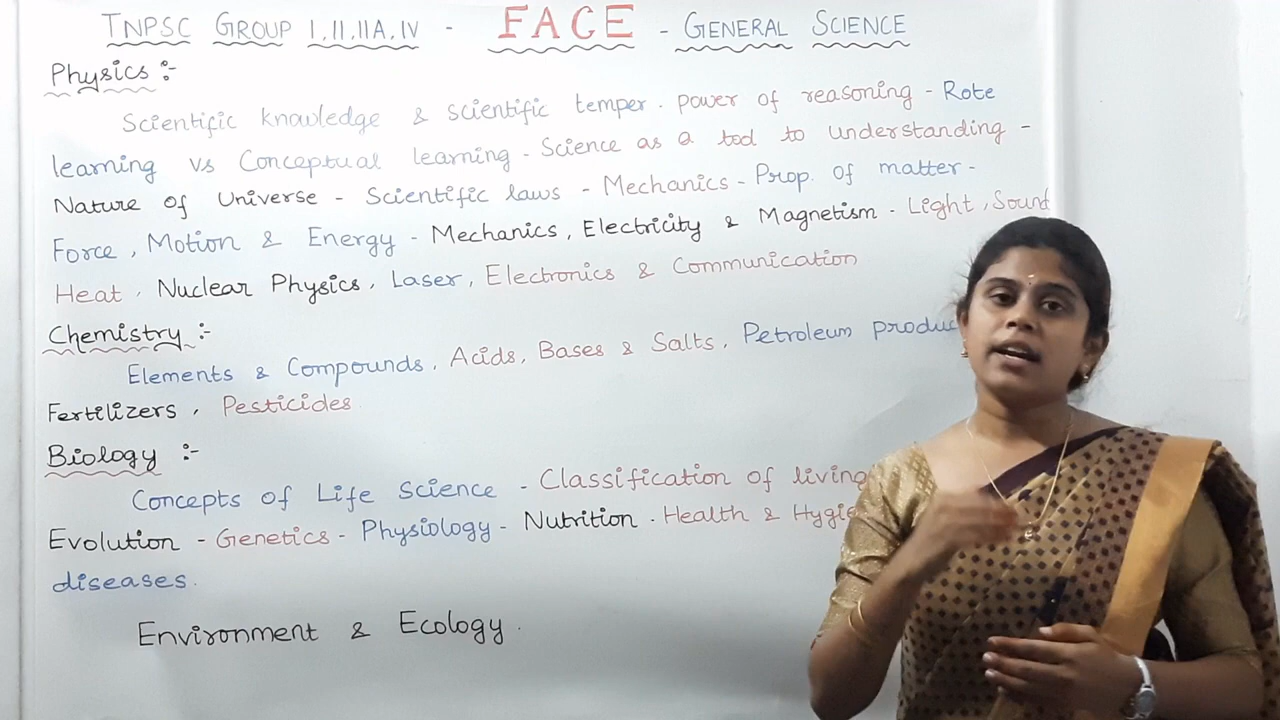 TNPSC GROUP I,II,IIA,IV - FACE - GENERAL SCIENCE
Physics :-
Scientific knowledge & scientific temper. power of reasoning - Rote
learning vs Conceptual learning - Science as a tool to understanding -
Nature of Universe - Scientific laws - Mechanics - Prop. of matter -
Force, Motion & Energy - Mechanics, Electricity & Magnetism - Light, Sound
Heat, Nuclear Physics, Laser, Electronics & Communication
Chemistry :-
Elements & Compounds, Acids, Bases & Salts, Petroleum
Fertilizers, Pesticides
Biology :-
Concepts of Life Science - Classification of living
Evolution - Genetics - Physiology - Nutrition - Health &
diseases.
Environment & Ecology.